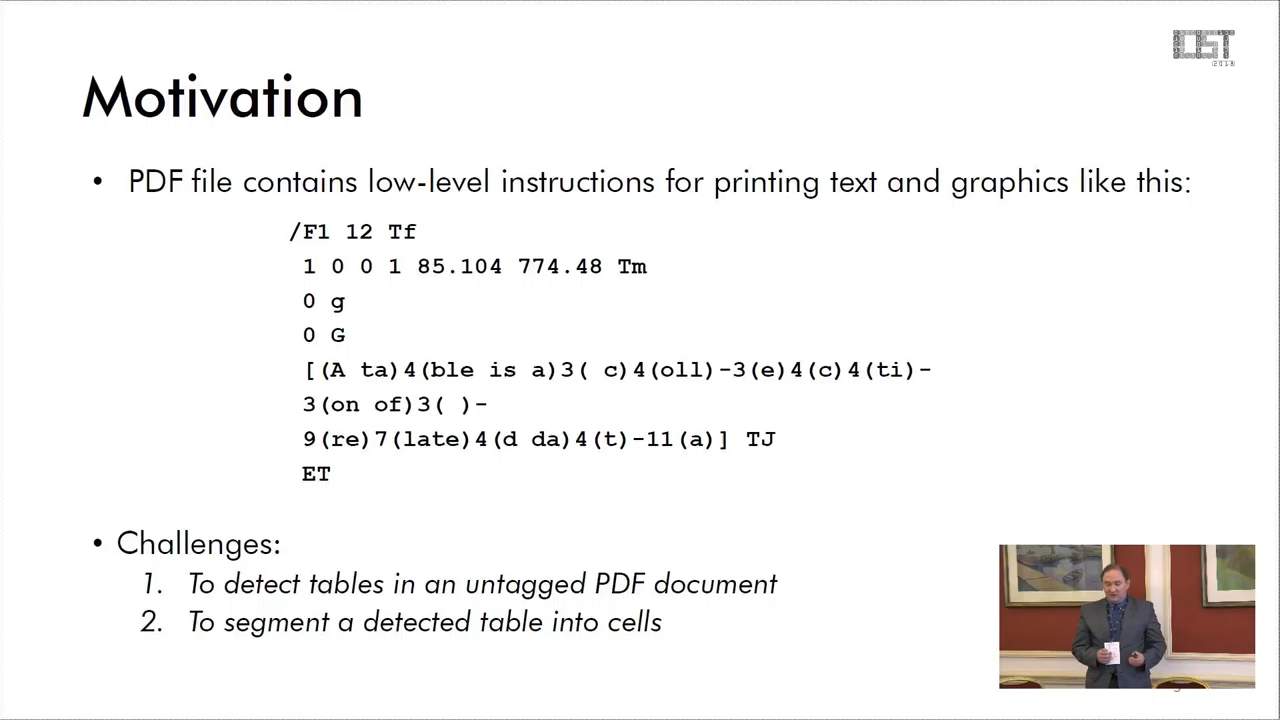 Motivation
• PDF file contains low-level instructions for printing text and graphics like this:
/F1 12 Tf
1 0 0 1 85.104 774.48 Tm
0 g
0 G
[(A ta)4(ble is a)3( c)4(oll)-3(e)4(c)4(ti)-
3(on of)3( )-
9(re)7(late)4(d da)4(t)-11(a)] TJ
ET
• Challenges:
1. To detect tables in an untagged PDF document
2. To segment a detected table into cells